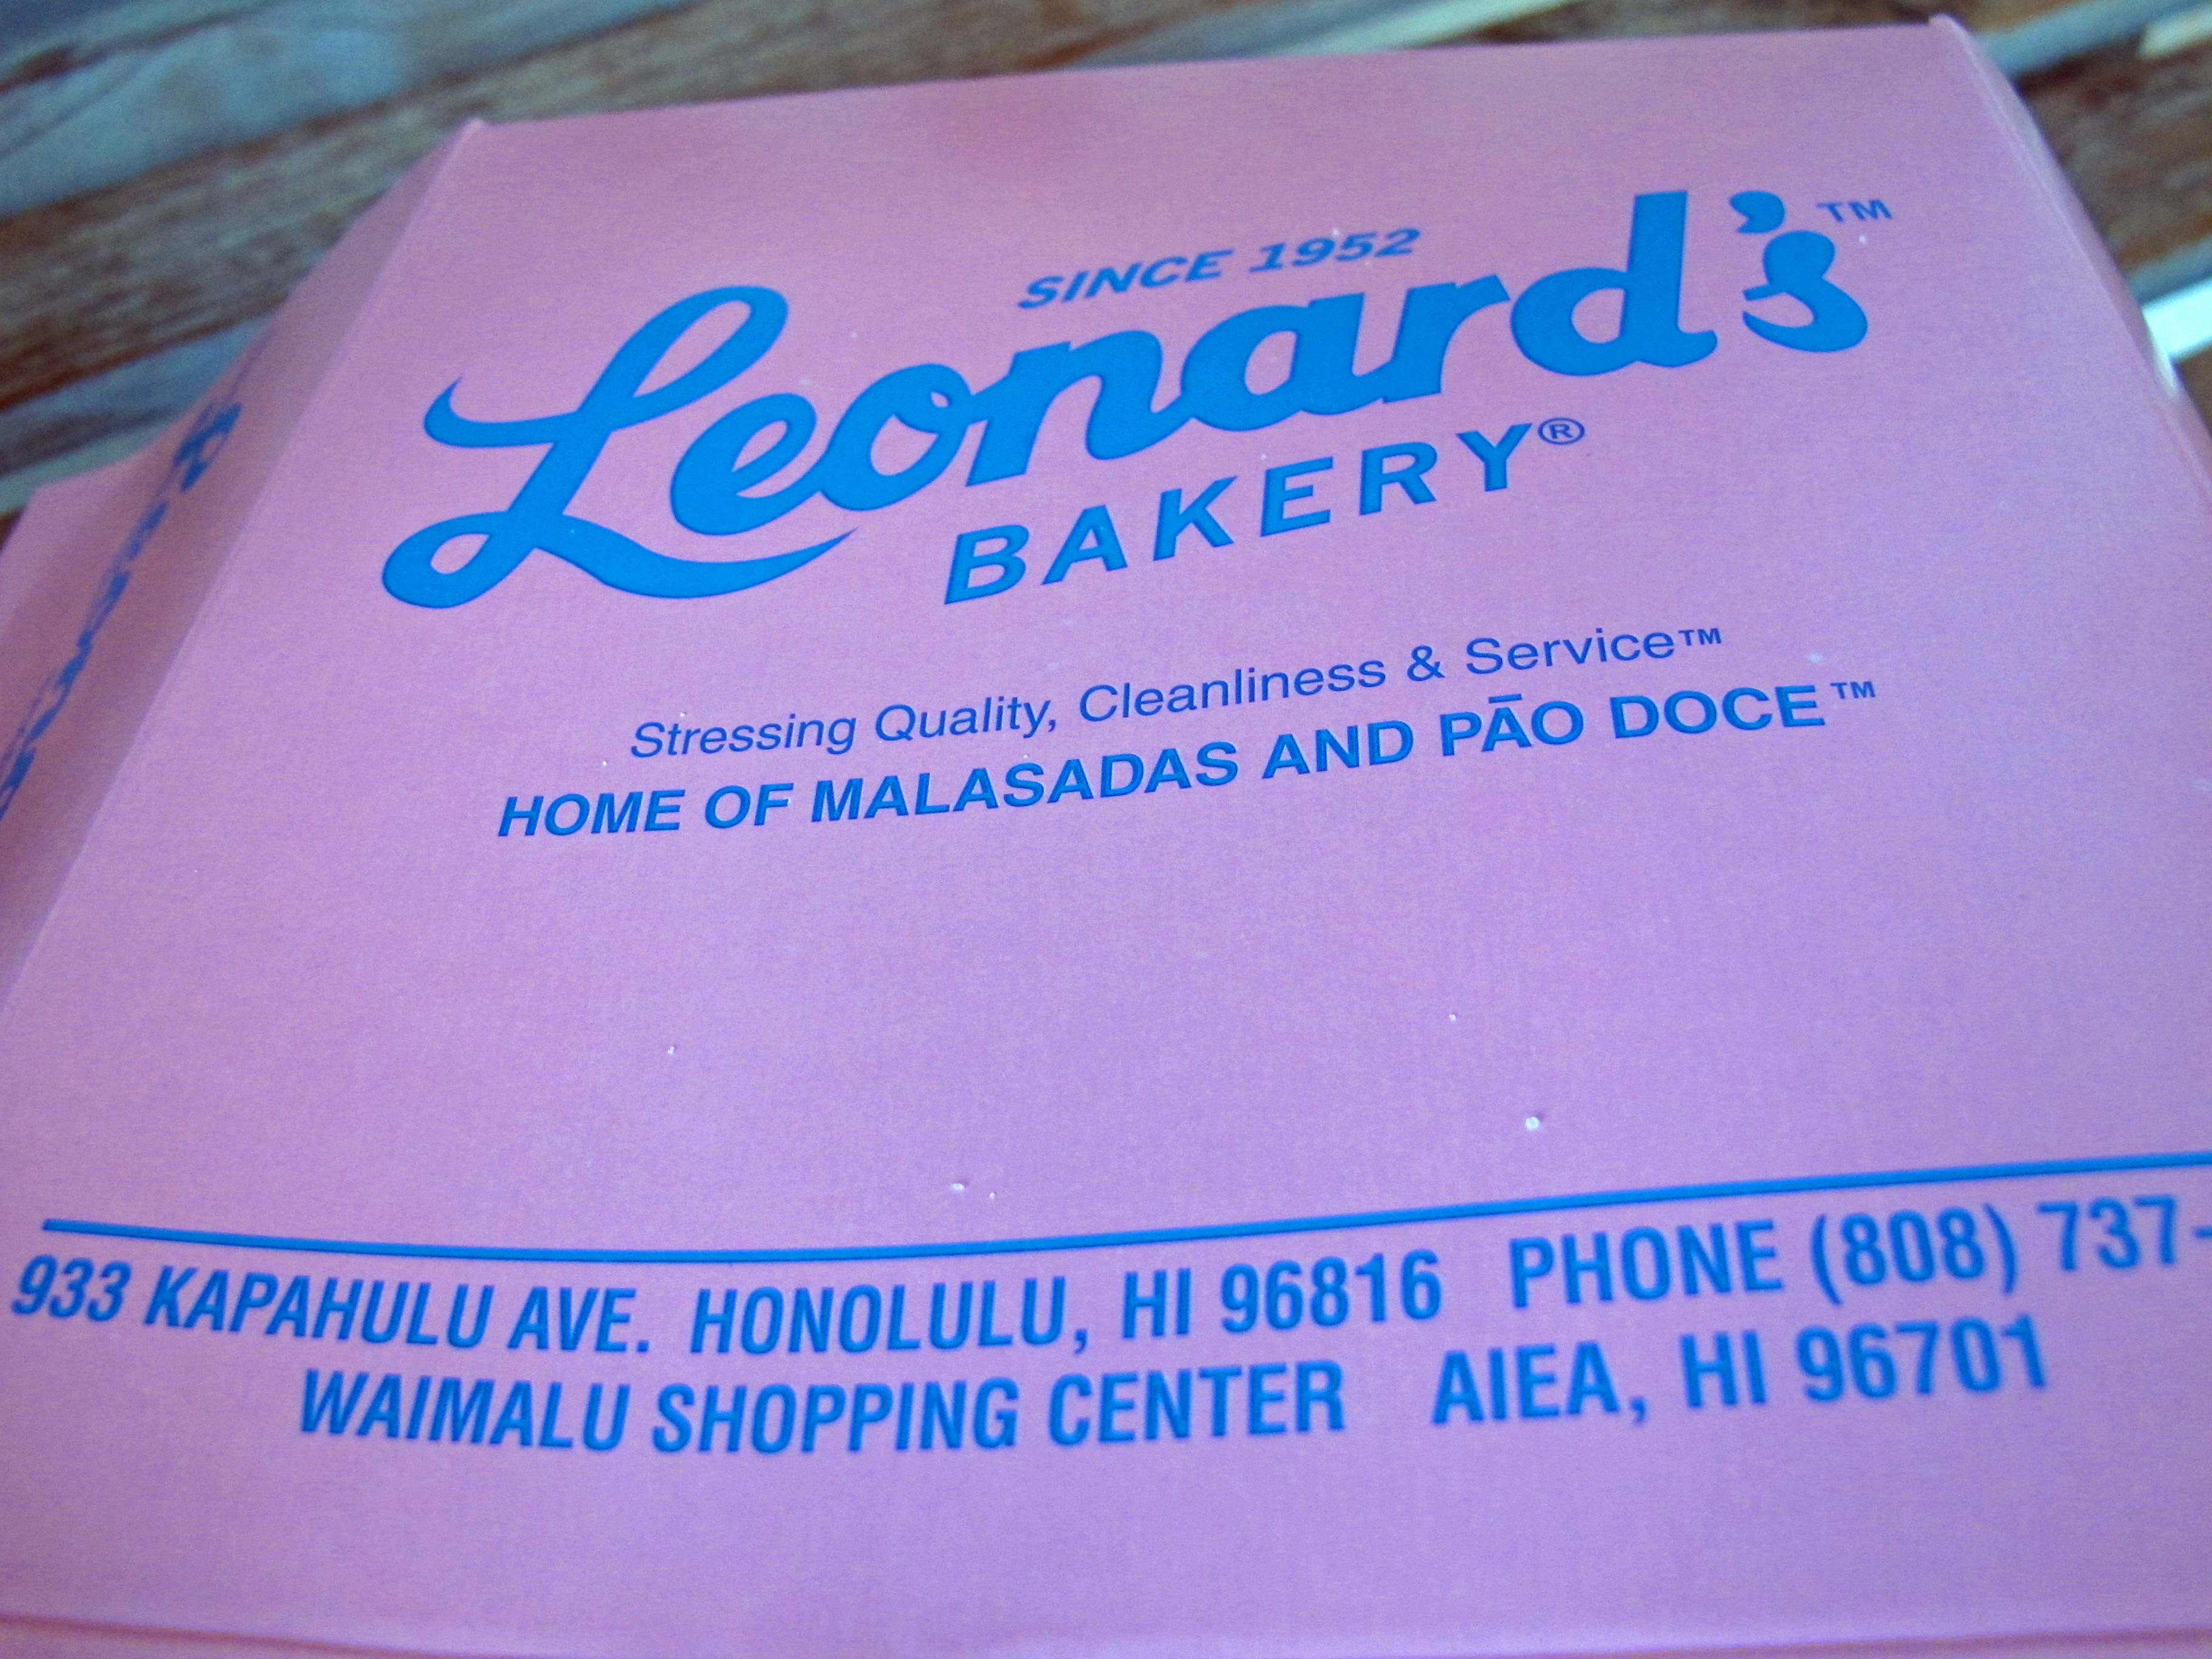 SINCE 1952
Leonard's™
BAKERY®
Stressing Quality, Cleanliness & Service™
HOME OF MALASADAS AND PĀO DOCE™
933 KAPAHULU AVE. HONOLULU, HI 96816 PHONE (808) 737-
WAIMALU SHOPPING CENTER AIEA, HI 96701